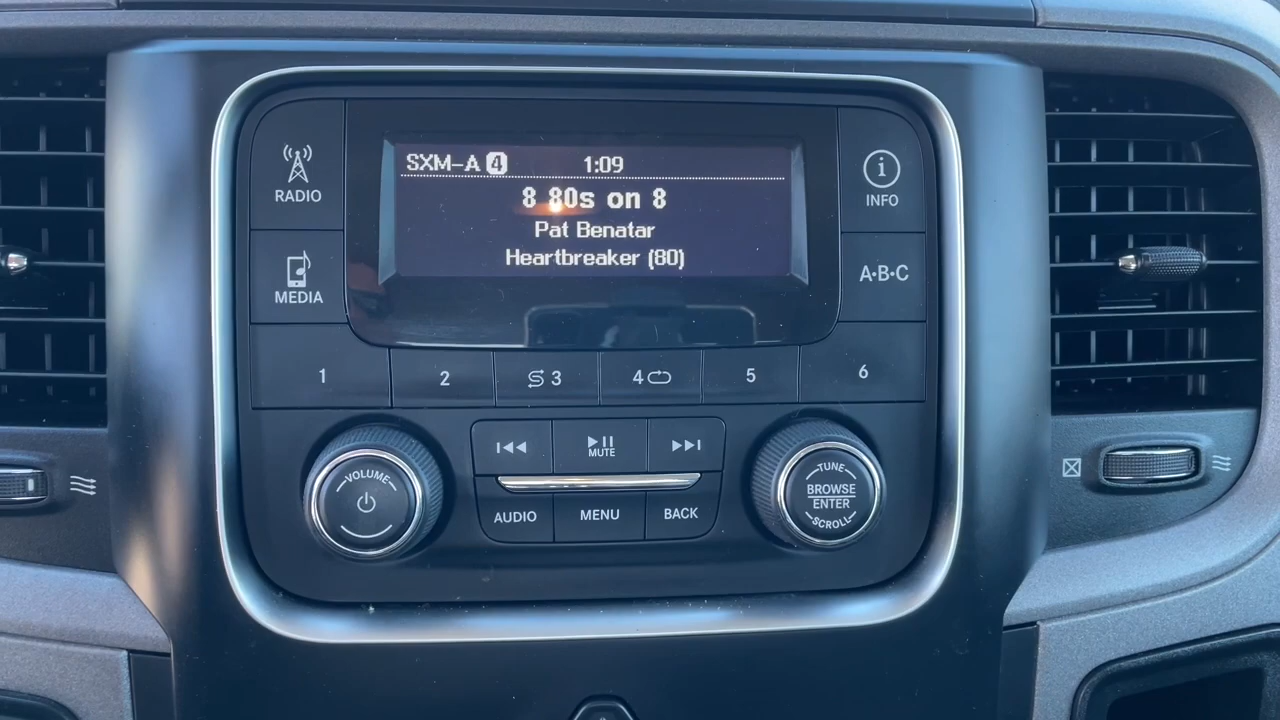 SXM-A 4 1:09
8 80s on 8
Pat Benatar
Heartbreaker (80)
RADIO
MEDIA
i
INFO
A•B•C
1
2
3
4
5
6
VOLUME
MUTE
AUDIO
MENU
BACK
TUNE
BROWSE
ENTER
SCROLL